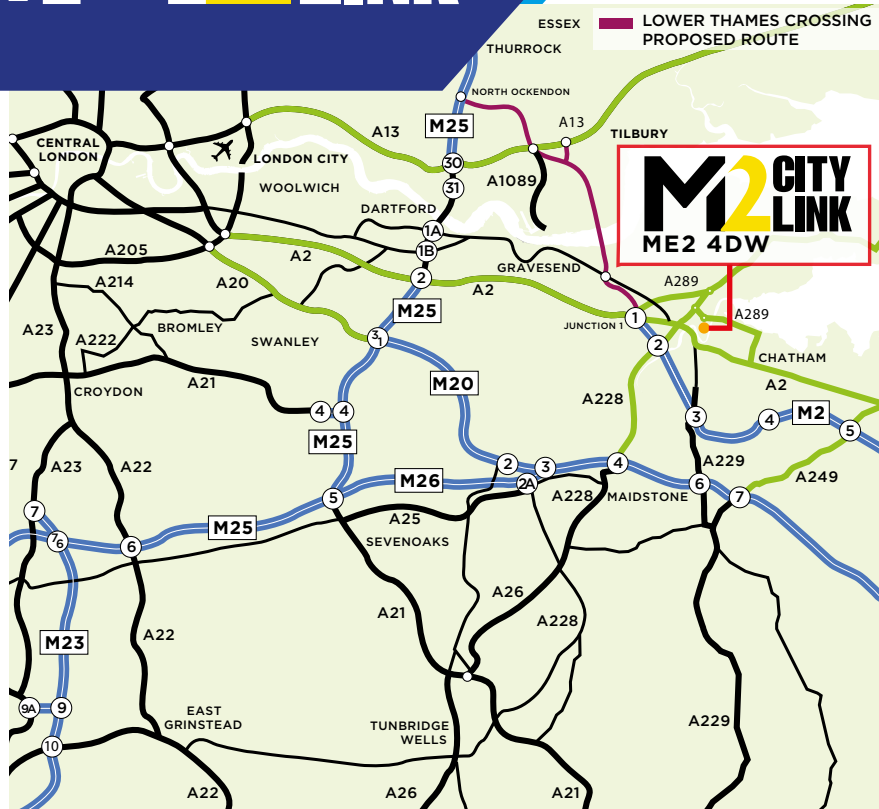 LINK
ESSEX
LOWER THAMES CROSSING
PROPOSED ROUTE
THURROCK
NORTH OCKENDON
A13
M25
A13
TILBURY
CENTRAL
LONDON
LONDON CITY
30
WOOLWICH
31
A1089
M2 CITY
LINK
ME2 4DW
DARTFORD
1A
1B
A205
A2
2
GRAVESEND
A214
A20
A2
A289
M25
A289
A23
A222
BROMLEY
SWANLEY
3
1
JUNCTION 1
1
2
CHATHAM
A21
M20
A2
CROYDON
A228
4
4
3
4
M2
5
M25
7
A23
A22
2
3
4
A229
M26
2A
A228
MAIDSTONE
6
7
A249
5
7
M25
A25
7
6
6
SEVENOAKS
A26
A21
A228
M23
A22
9A
9
EAST
GRINSTEAD
TUNBRIDGE
WELLS
A229
10
A22
A26
A21